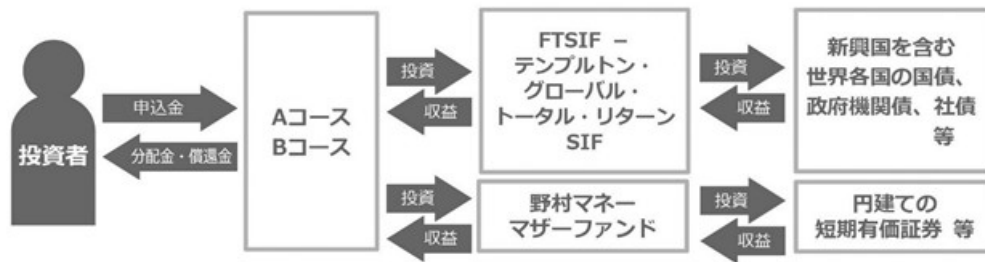 投資者
申込金
分配金・償還金
Aコース
Bコース
投資
収益
FTSIF －
テンプルトン・
グローバル・
トータル・リターン
SIF
投資
収益
新興国を含む
世界各国の国債、
政府機関債、社債
等
投資
収益
野村マネー
マザーファンド
投資
収益
円建ての
短期有価証券 等